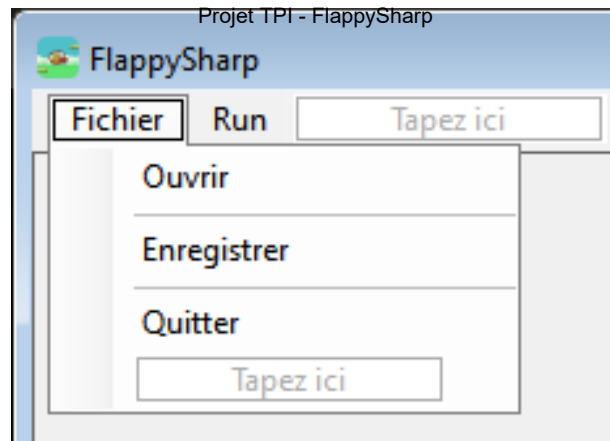 Projet TPI - FlappySharp
FlappySharp
Fichier Run Tapez ici
Ouvrir
Enregistrer
Quitter
Tapez ici